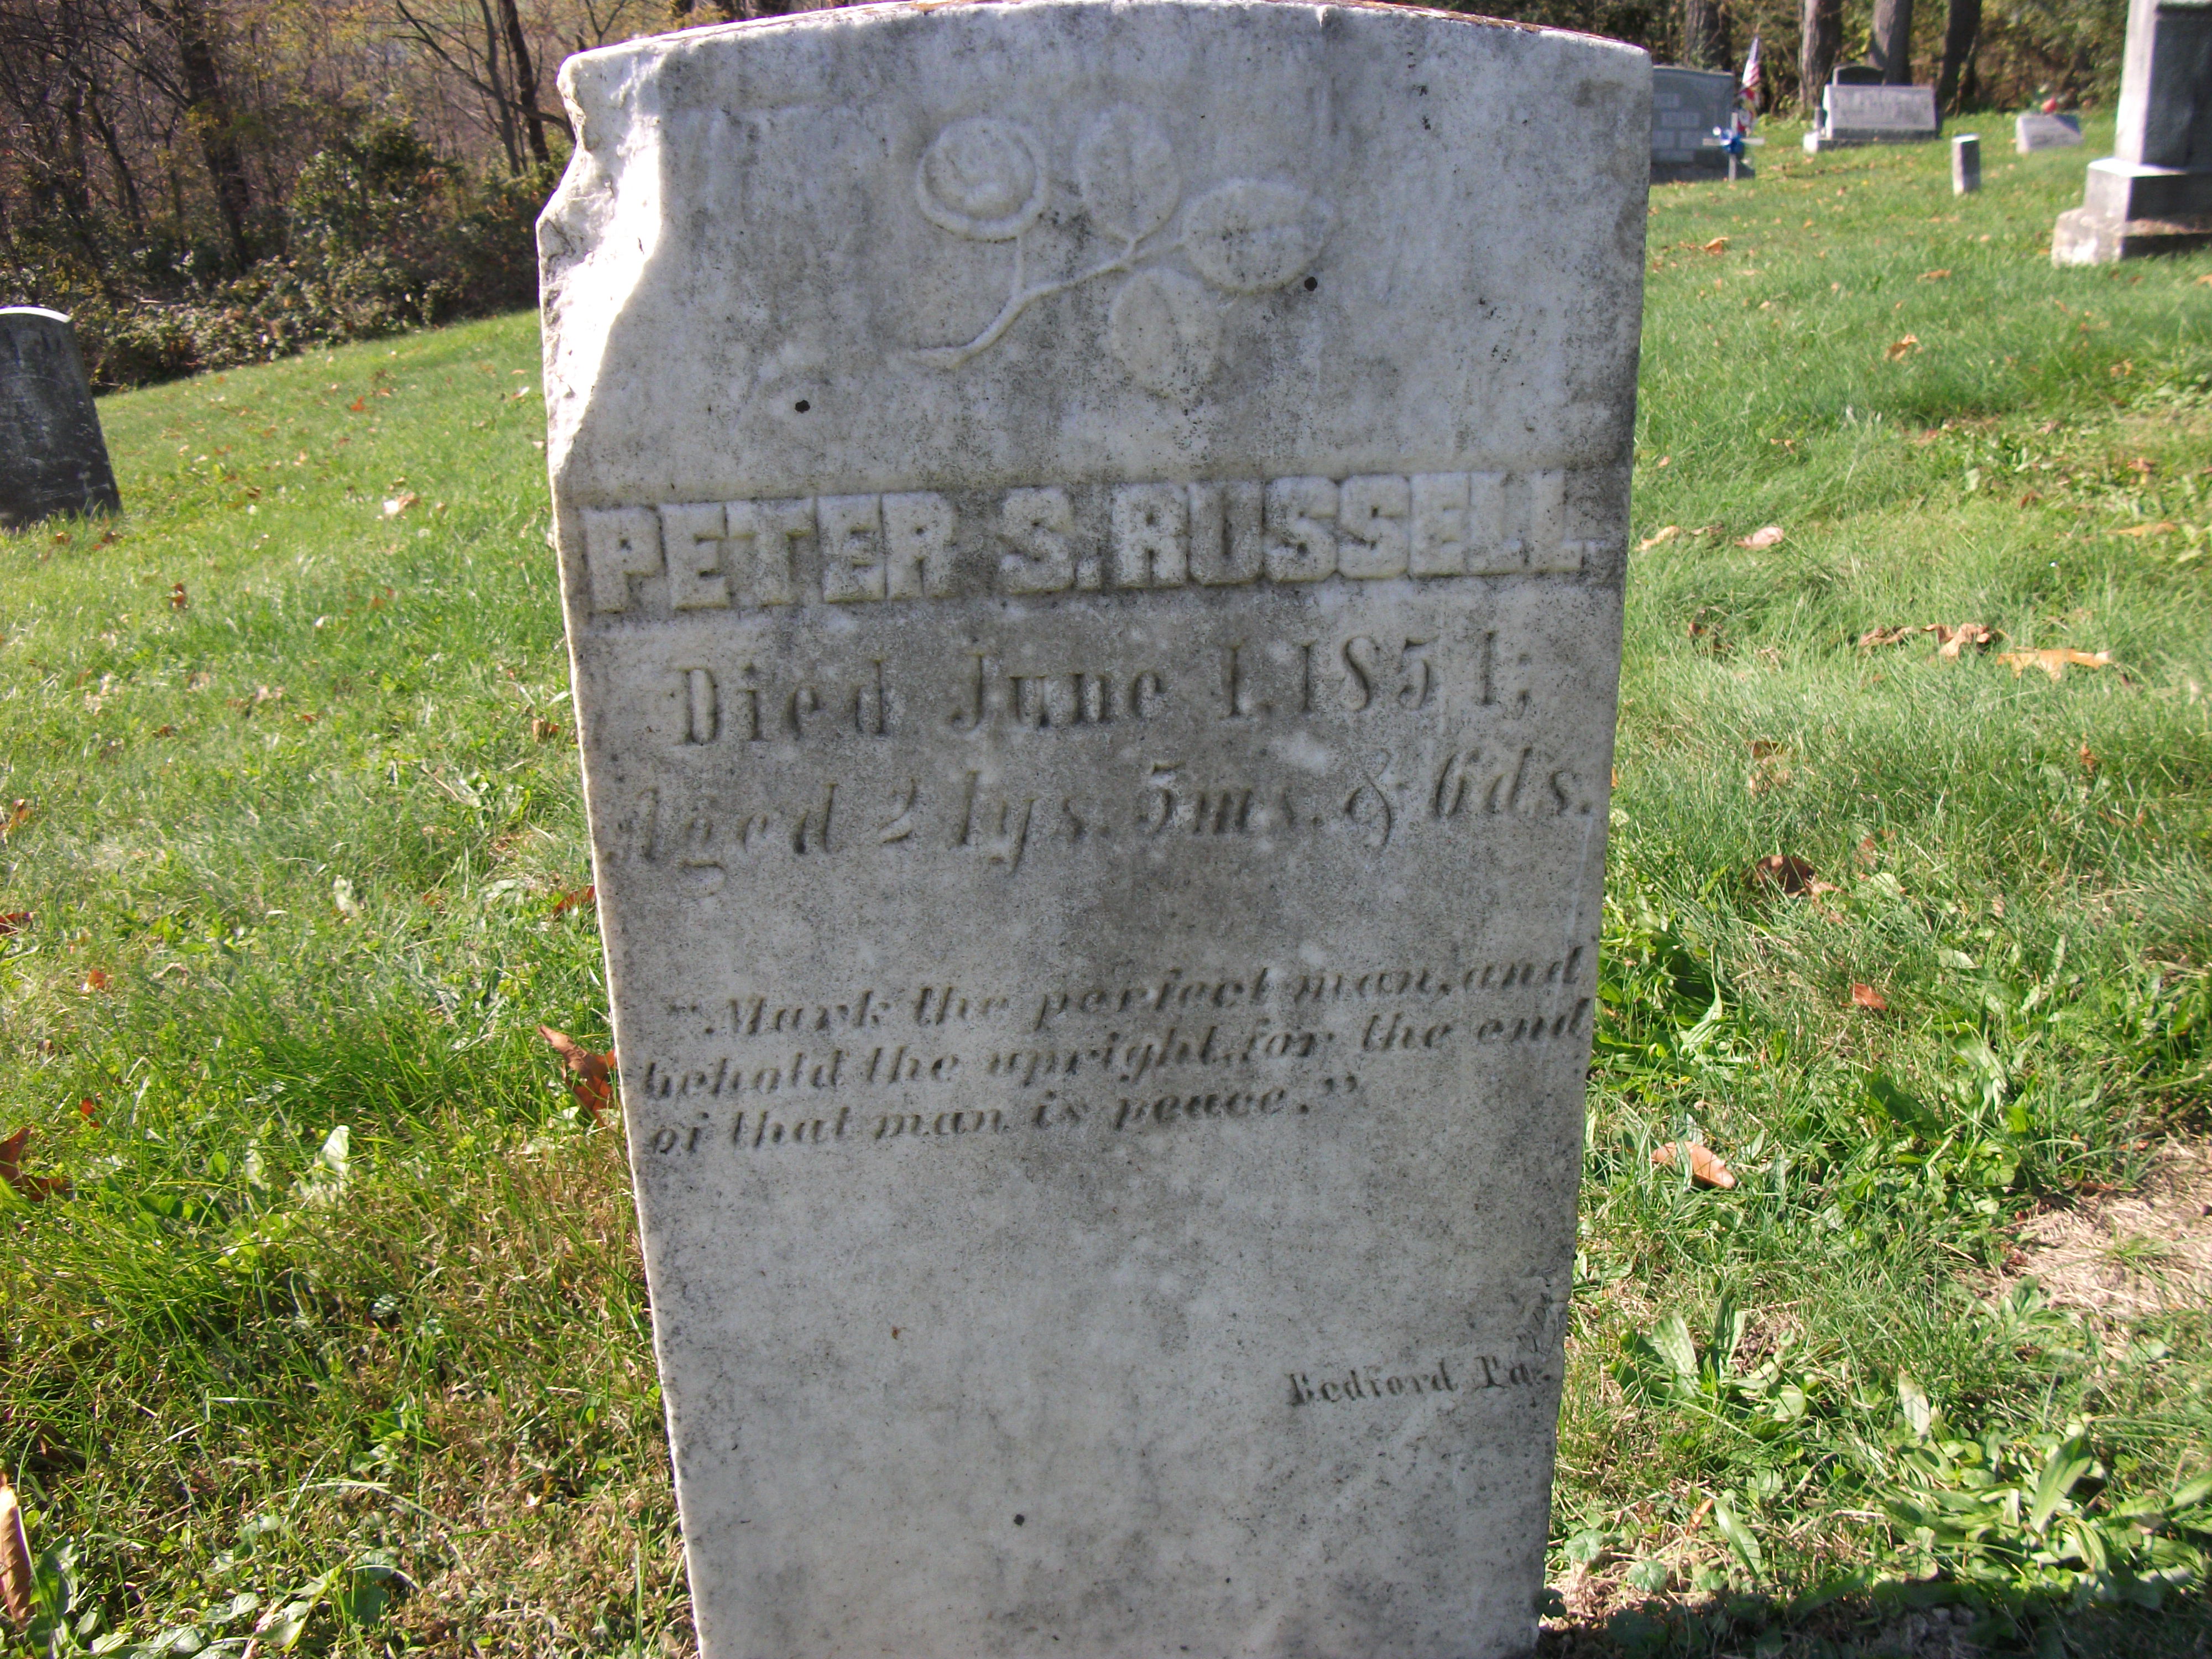 PETER S. RUSSELL
Died June 1, 1851,
Aged 21ys. 5ms. & 6ds.
"Mark the perfect man, and
behold the upright, for the end
of that man is peace."
Bedford Pa.